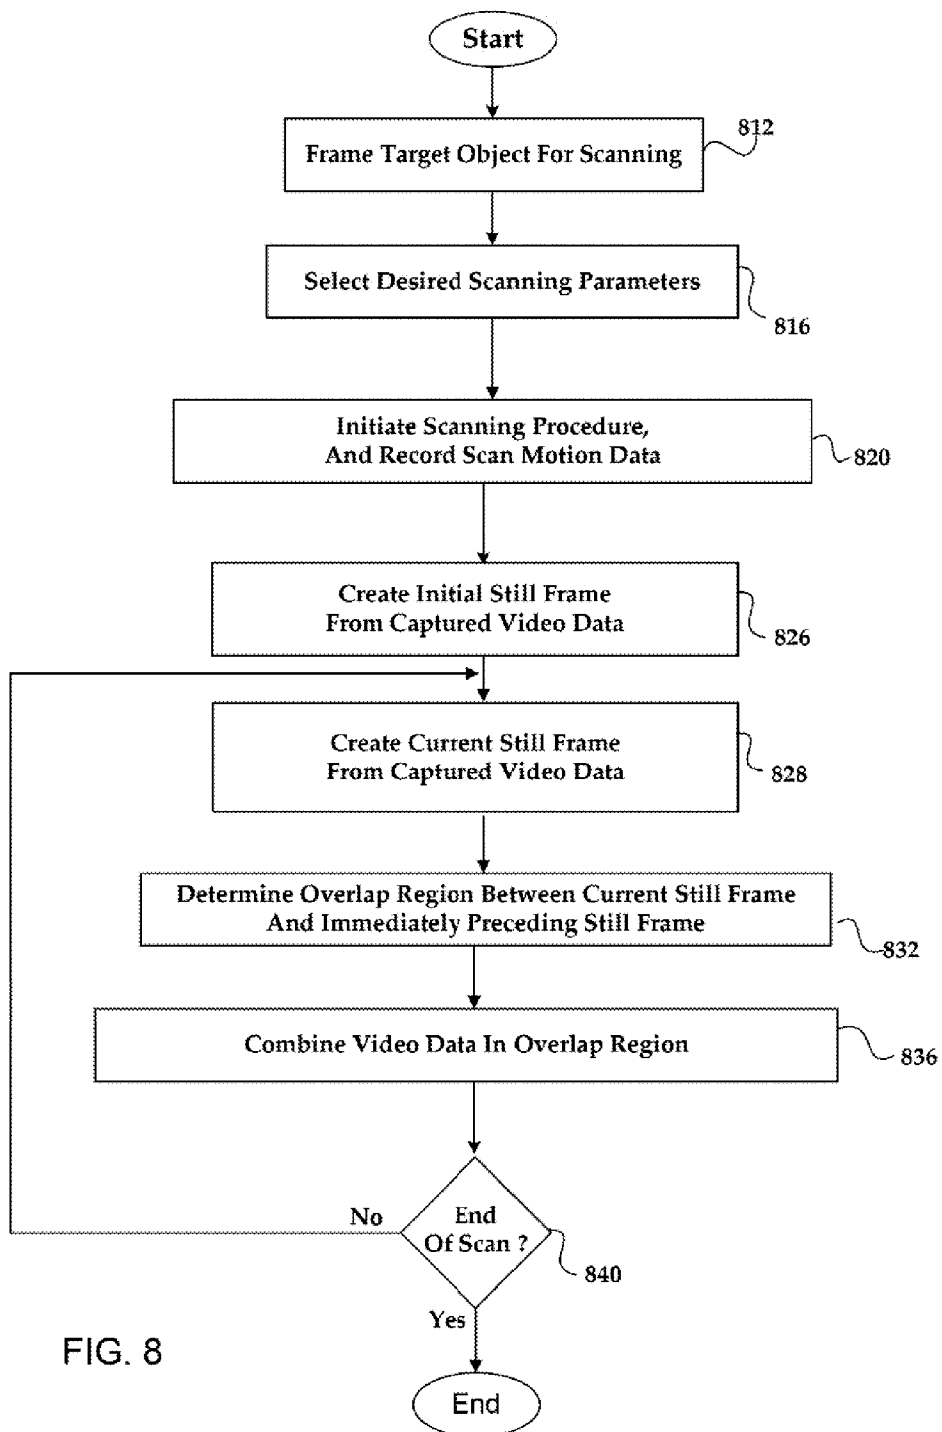 Start
Frame Target Object For Scanning
812
Select Desired Scanning Parameters
816
Initiate Scanning Procedure,
And Record Scan Motion Data
820
Create Initial Still Frame
From Captured Video Data
826
Create Current Still Frame
From Captured Video Data
828
Determine Overlap Region Between Current Still Frame
And Immediately Preceding Still Frame
832
Combine Video Data In Overlap Region
836
No
End
Of Scan ?
840
Yes
FIG. 8
End